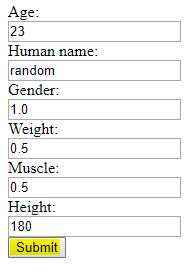 Age:
23
Human name:
random
Gender:
1.0
Weight:
0.5
Muscle:
0.5
Height:
180
Submit